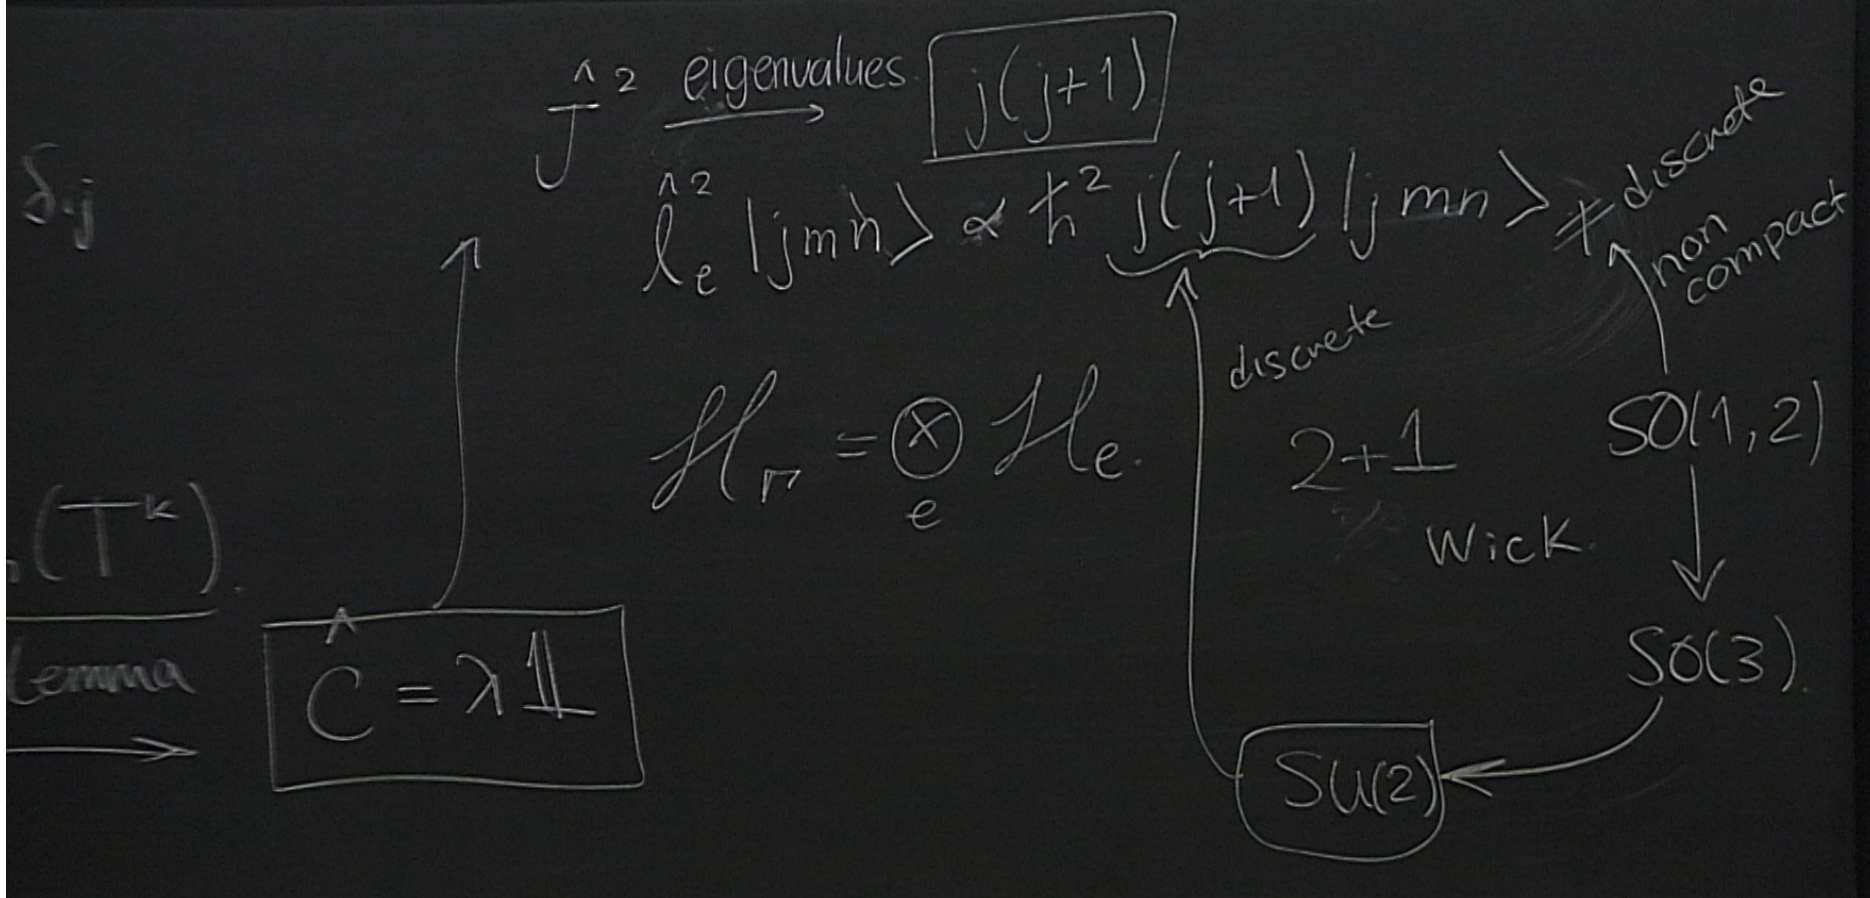 Ĵ² eigenvalues → j(j+1)
δij
l̂e² |jmn⟩ ∝ ħ² j(j+1) |jmn⟩ ≠ discrete
non
compact
discrete
HΓ = ⊗e He.
2+1
SO(1,2)
(Tᵏ).
Wick.
SO(3).
Lemma
Ĉ = λ𝟙
SU(2)